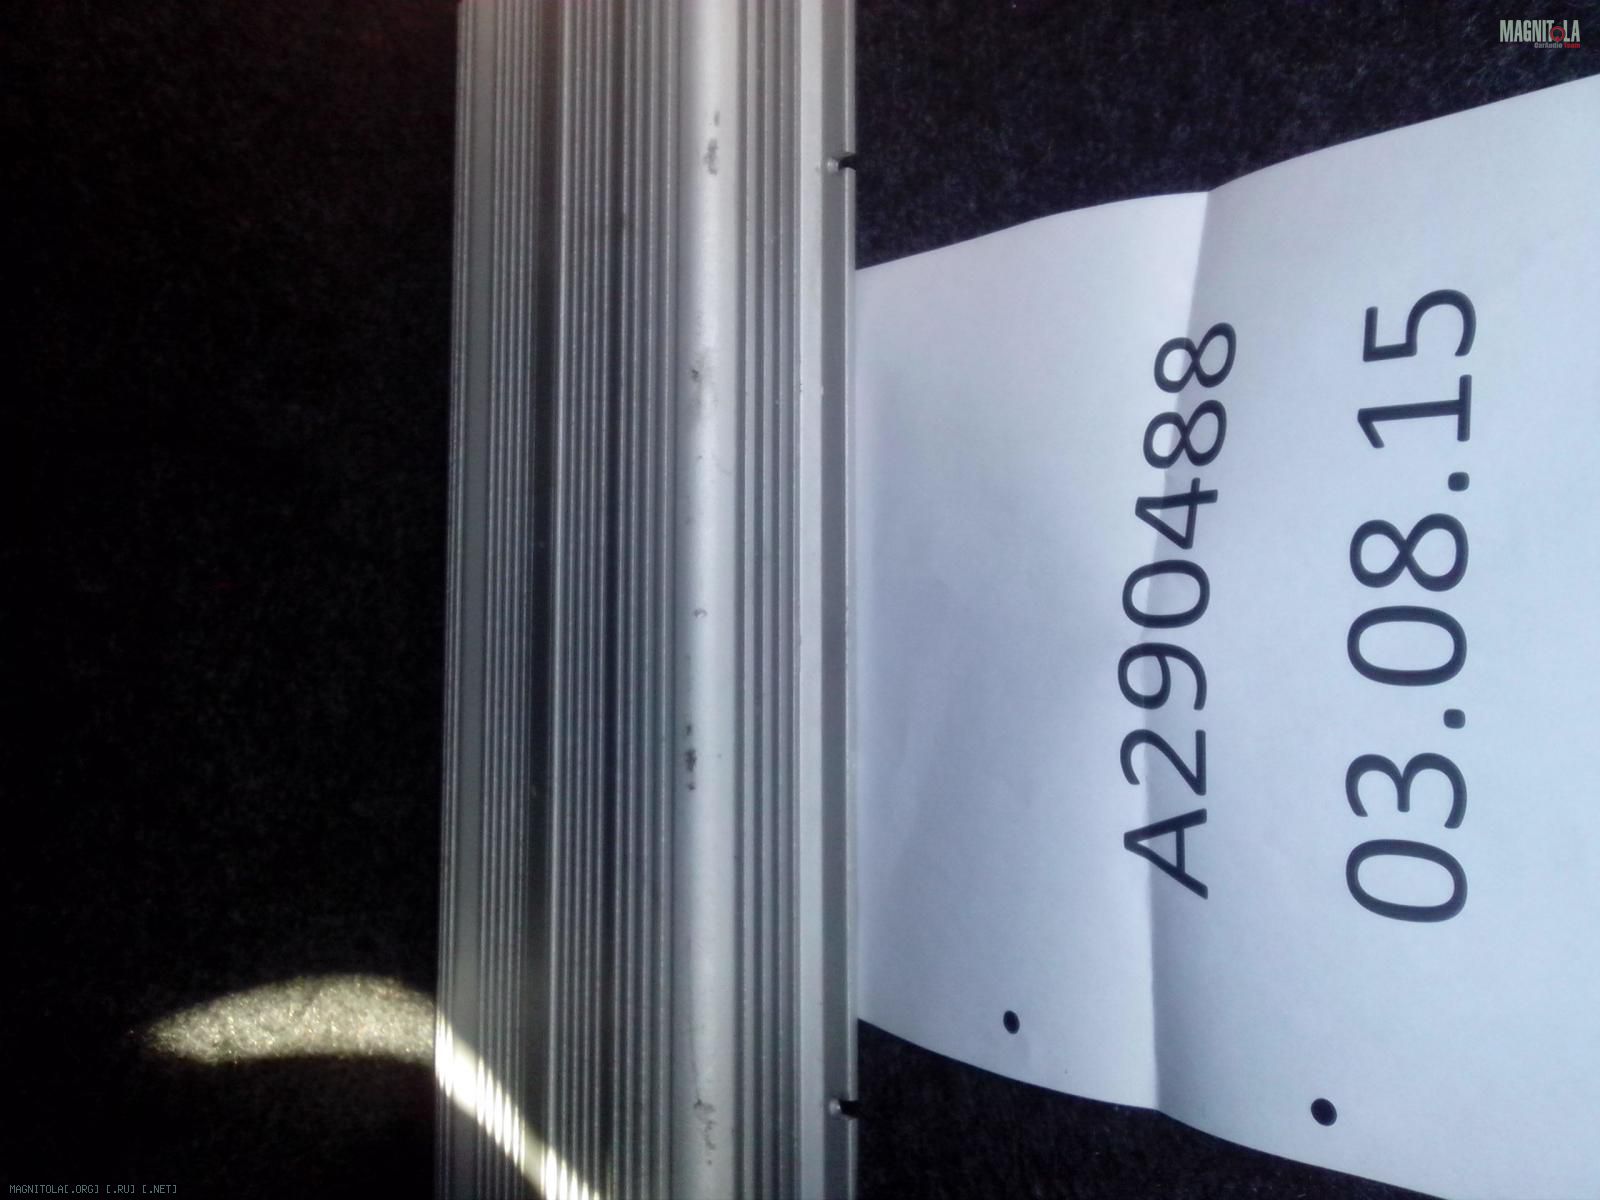 MAGNITOLA
CarAudio Team
A290488
03.08.15
MAGNITOLA[.ORG] [.RU] [.NET]